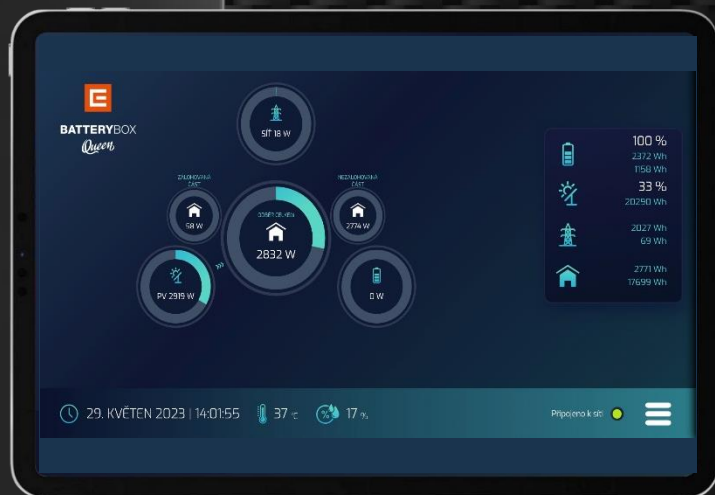 BATTERYBOX
Queen
SÍŤ 18 W
ZÁLOHOVANÁ ČÁST
58 W
ODBĚR CELKEM
2832 W
NEZÁLOHOVANÁ ČÁST
2774 W
PV 2919 W
0 W
100 %
2372 Wh
1158 Wh
33 %
20290 Wh
2027 Wh
69 Wh
2771 Wh
17699 Wh
29. KVĚTEN 2023 | 14:01:55
37 °C
17 %
Připojeno k síti